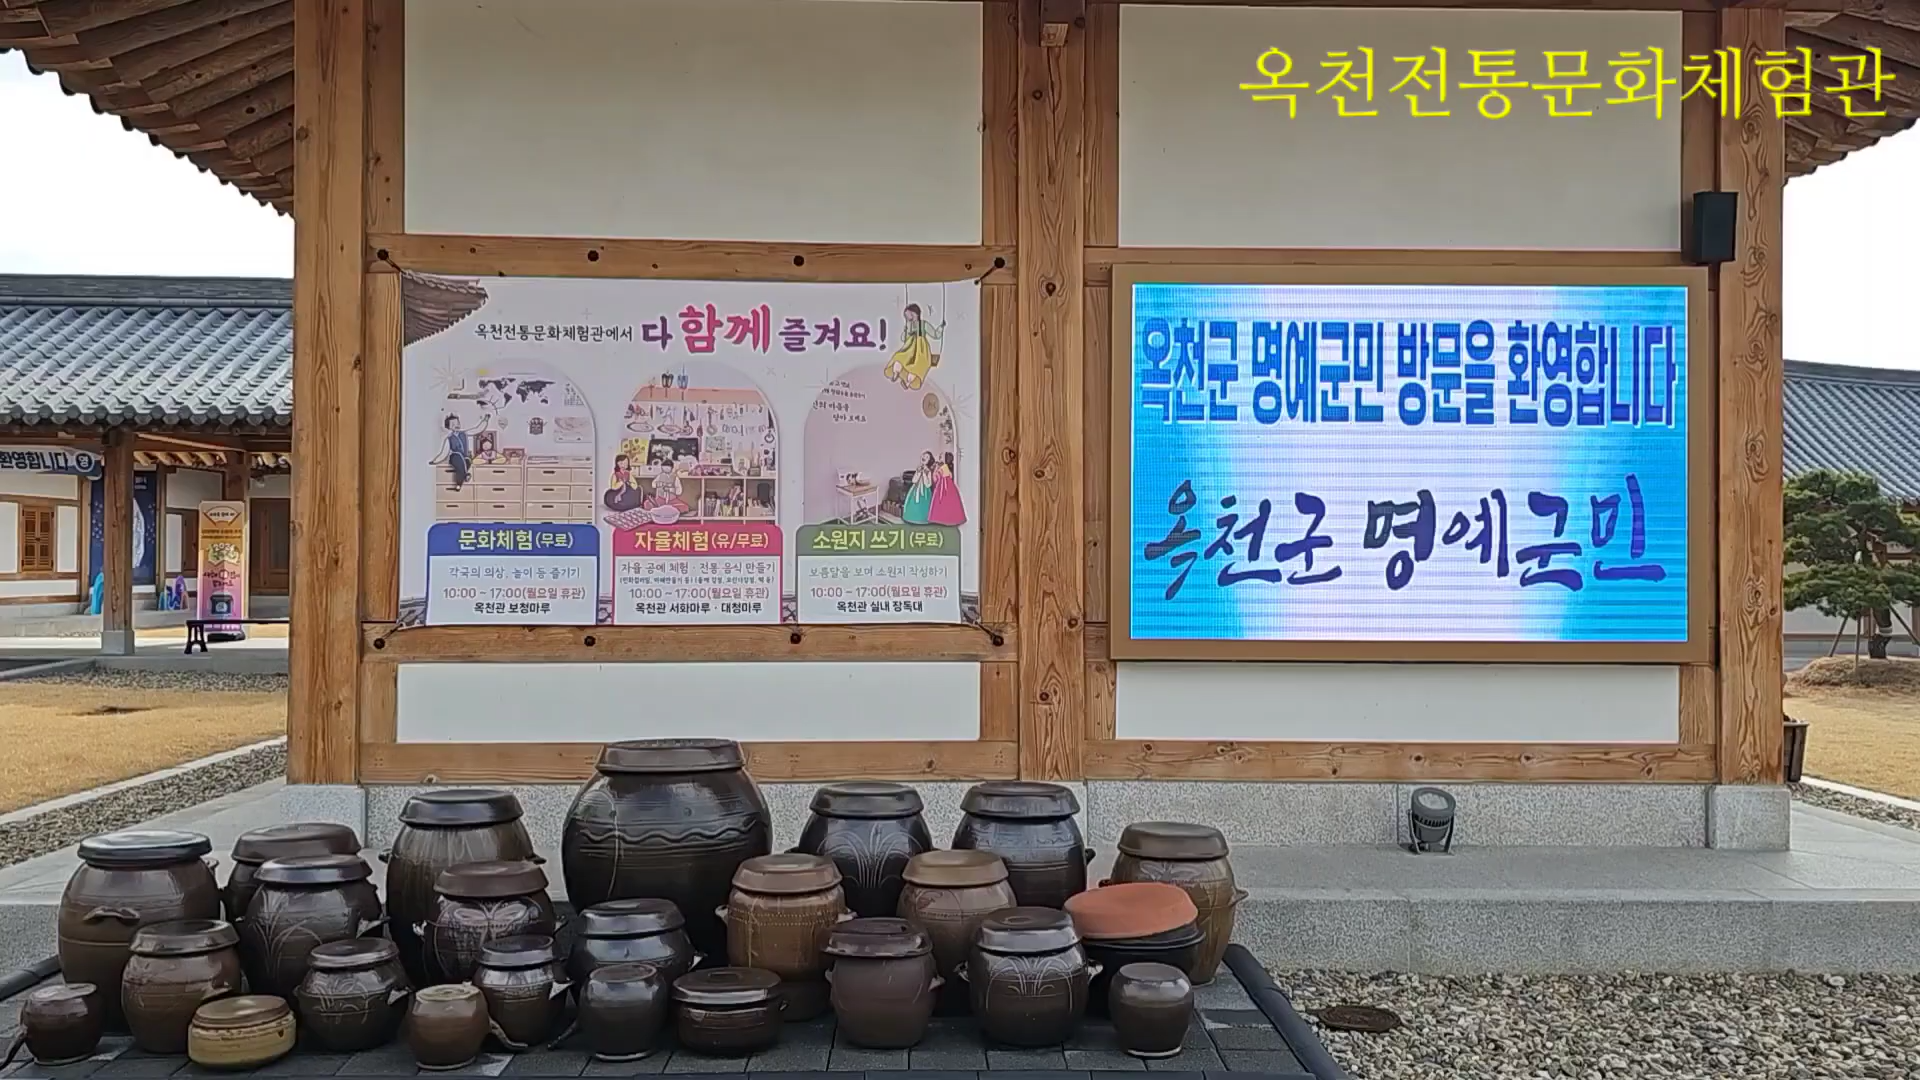 옥천전통문화체험관
옥천전통문화체험관에서 다 함께 즐겨요!
문화체험(무료)
각국의 의상, 놀이 등 즐기기
10:00 ~ 17:00(월요일 휴관)
옥천관 보청마루
자율체험(유/무료)
자율 공예 체험 · 전통 음식 만들기
10:00 ~ 17:00(월요일 휴관)
옥천관 서화마루 · 대청마루
소원지 쓰기(무료)
보름달을 보며 소원지 작성하기
10:00 ~ 17:00(월요일 휴관)
옥천관 실내 장독대
옥천군 명예군민 방문을 환영합니다
옥천군 명예군민
환영합니다